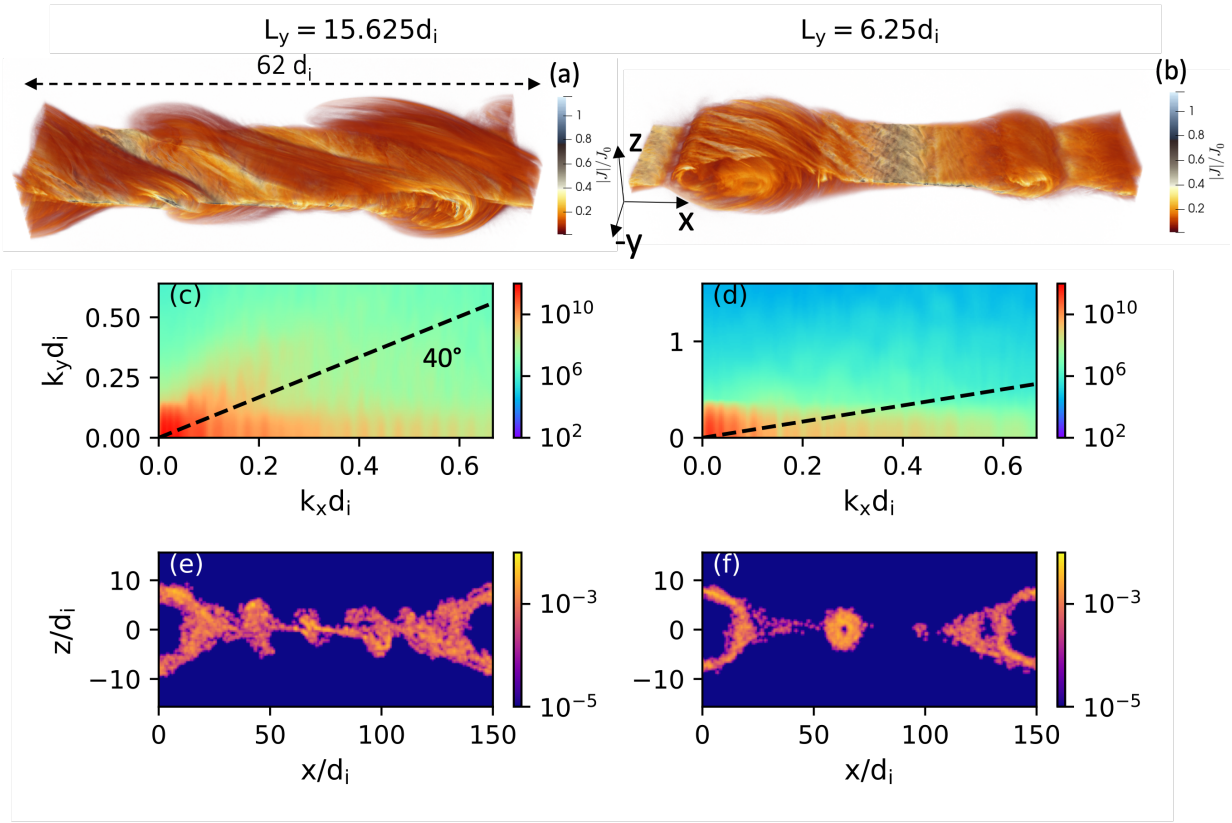 L_y = 15.625d_i
L_y = 6.25d_i
62 d_i
(a)
1
0.8
0.6
0.4
0.2
|J|/J_0
(b)
1
0.8
0.6
0.4
0.2
|J|/J_0
z
x
-y
(c)
40°
0.50
0.25
0.00
k_yd_i
0.0 0.2 0.4 0.6
k_xd_i
10^10
10^6
10^2
(d)
1
0
0.0 0.2 0.4 0.6
k_xd_i
10^10
10^6
10^2
(e)
10
0
−10
z/d_i
0 50 100 150
x/d_i
10^−3
10^−5
(f)
10
0
−10
0 50 100 150
x/d_i
10^−3
10^−5